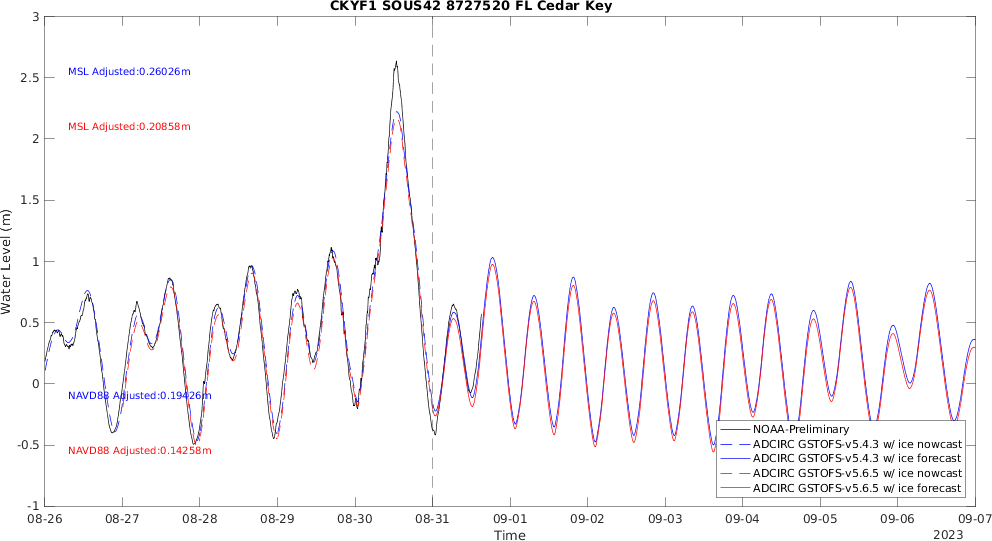 CKYF1 SOUS42 8727520 FL Cedar Key
3
2.5
2
1.5
1
0.5
0
-0.5
-1
Water Level (m)
MSL Adjusted:0.26026m
MSL Adjusted:0.20858m
NAVD88 Adjusted:0.19426m
NAVD88 Adjusted:0.14258m
NOAA-Preliminary
ADCIRC GSTOFS-v5.4.3 w/ ice nowcast
ADCIRC GSTOFS-v5.4.3 w/ ice forecast
ADCIRC GSTOFS-v5.6.5 w/ ice nowcast
ADCIRC GSTOFS-v5.6.5 w/ ice forecast
08-26 08-27 08-28 08-29 08-30 08-31 09-01 09-02 09-03 09-04 09-05 09-06 09-07
Time
2023